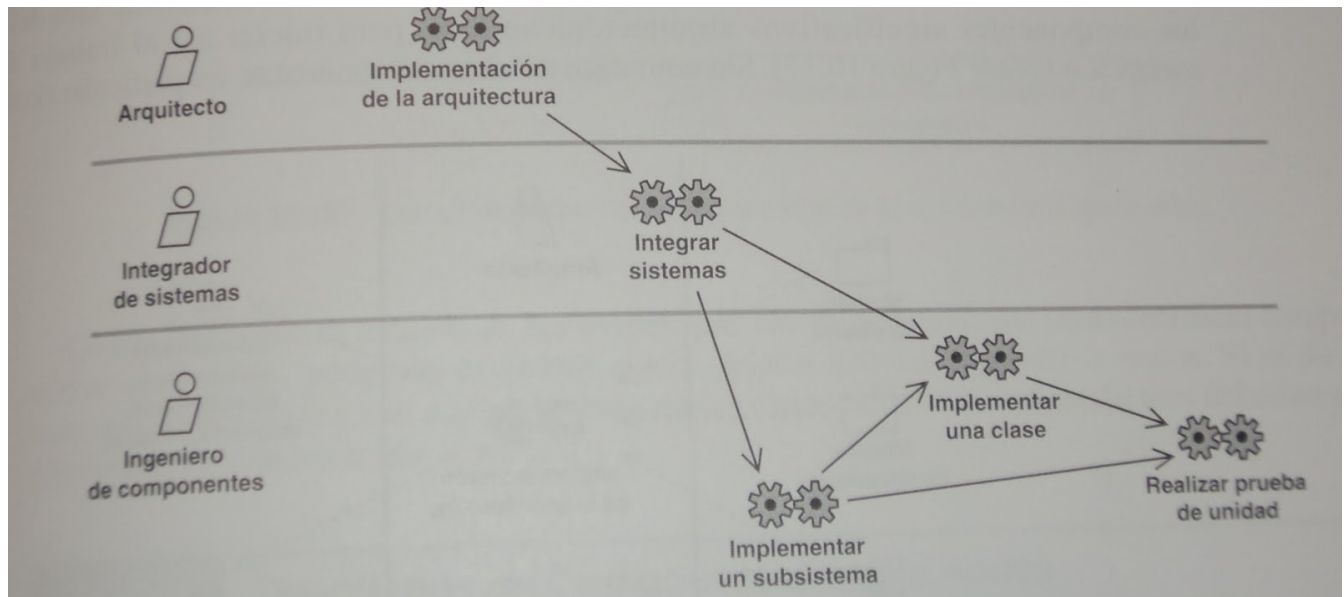 Arquitecto
Implementación
de la arquitectura
Integrador
de sistemas
Integrar
sistemas
Ingeniero
de componentes
Implementar
una clase
Realizar prueba
de unidad
Implementar
un subsistema